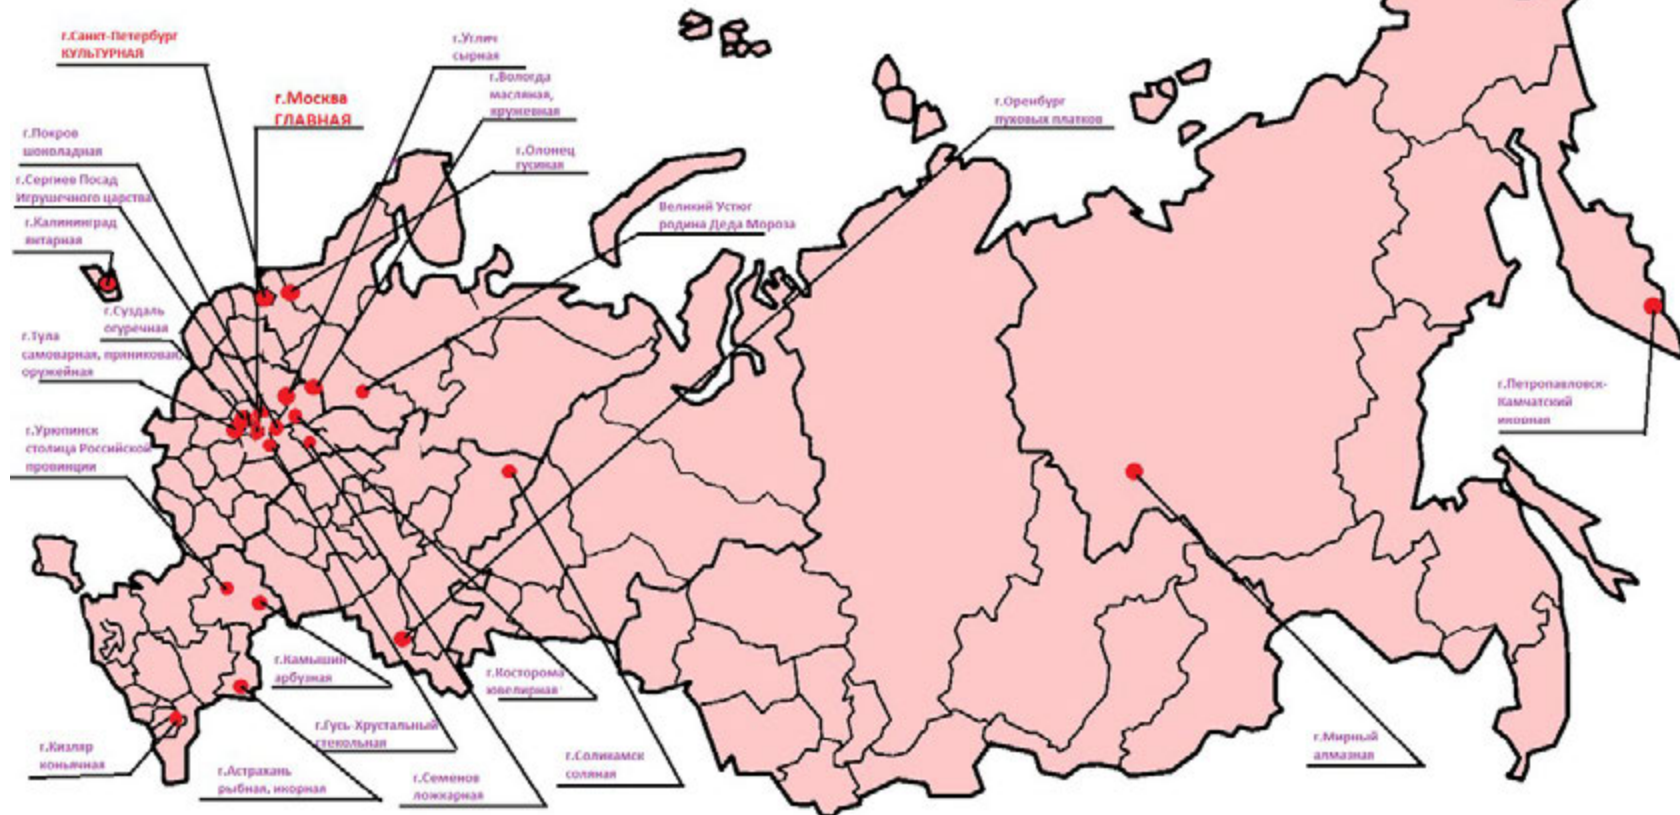 г.Санкт-Петербург
КУЛЬТУРНАЯ
г.Москва
ГЛАВНАЯ
г.Углич
сырная
г.Вологда
масляная,
кружевная
г.Оренбург
пуховых платков
г.Покров
шоколадная
г.Олонец
гусиная
г.Сергиев Посад
Игрушечного царства
г.Калининград
янтарная
Великий Устюг
родина Деда Мороза
г.Суздаль
огуречная
г.Тула
самоварная, пряниковая,
оружейная
г.Петропавловск-
Камчатский
иковная
г.Урюпинск
столица Российской
провинции
г.Камышин
арбузная
г.Косторома
ювелирная
г.Гусь-Хрустальный
стекольная
г.Кизляр
коньячная
г.Астрахань
рыбная, икорная
г.Семенов
ложкарная
г.Соликамск
соляная
г.Мирный
алмазная